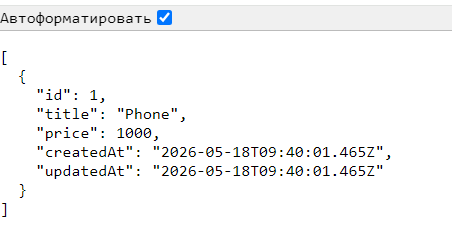 Автоформатировать
[
  {
    "id": 1,
    "title": "Phone",
    "price": 1000,
    "createdAt": "2026-05-18T09:40:01.465Z",
    "updatedAt": "2026-05-18T09:40:01.465Z"
  }
]